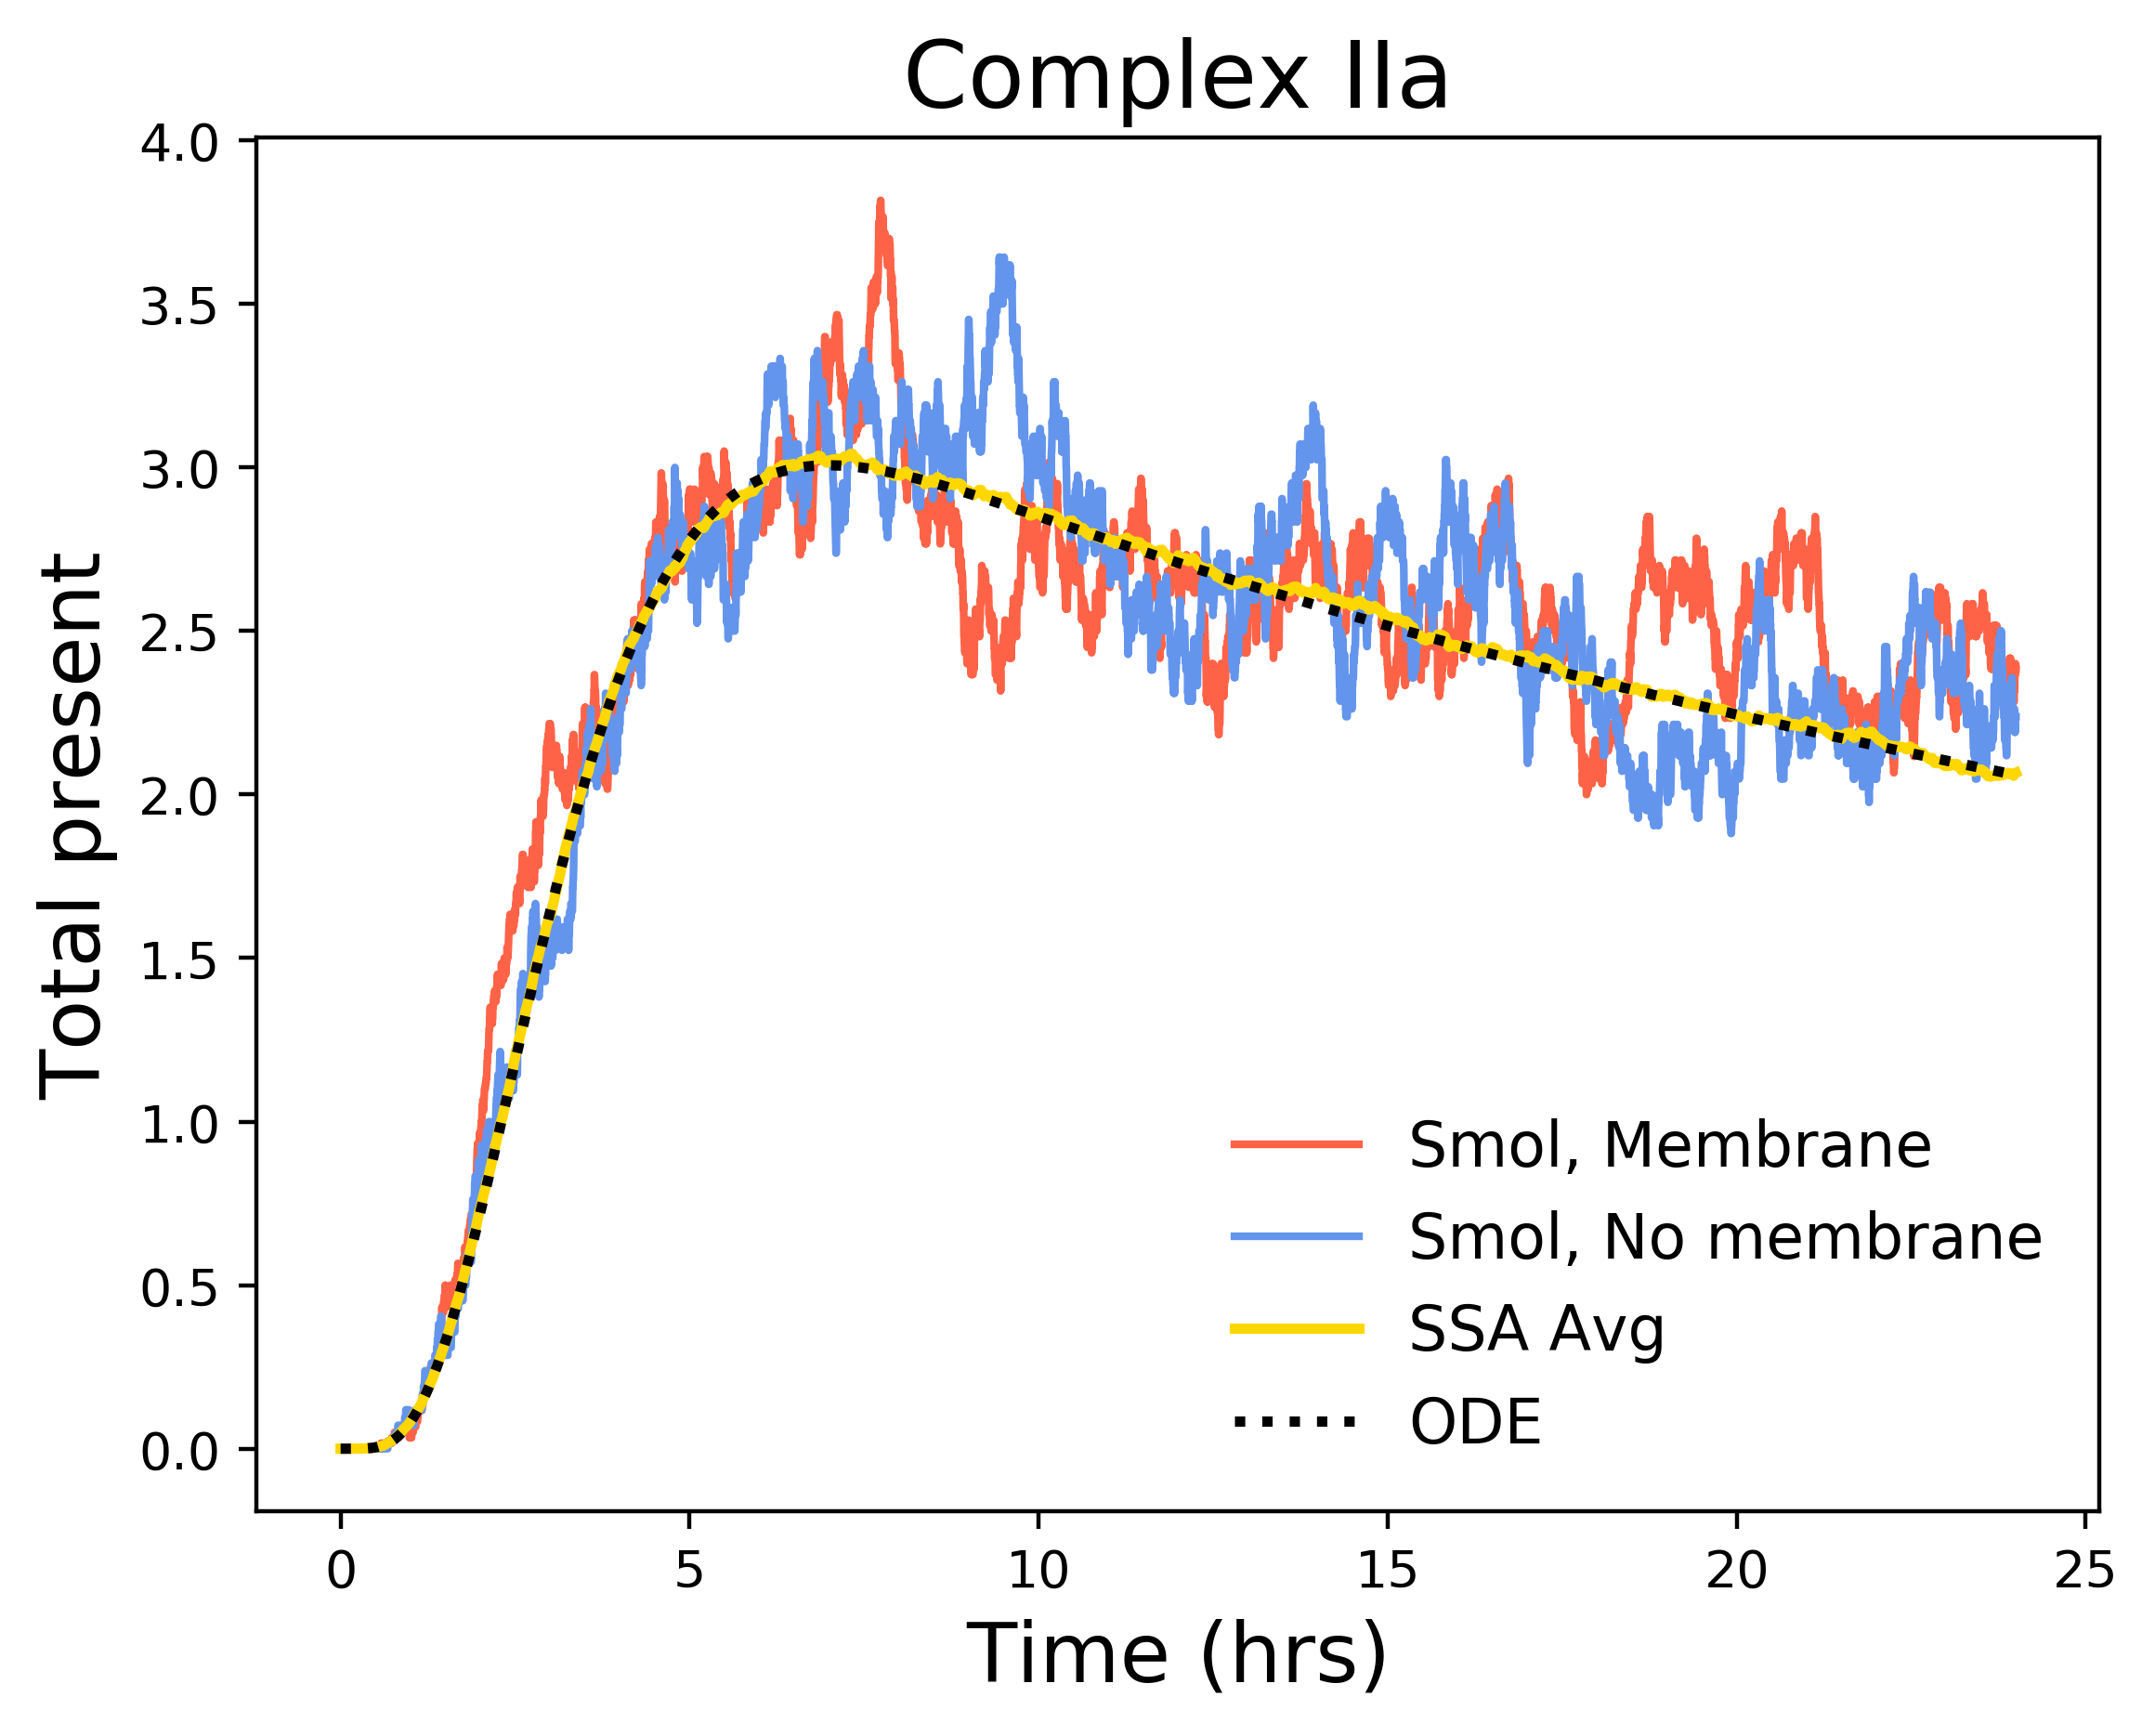 Complex IIa
Total present
4.0
3.5
3.0
2.5
2.0
1.5
1.0
0.5
0.0
Smol, Membrane
Smol, No membrane
SSA Avg
ODE
0 5 10 15 20 25
Time (hrs)